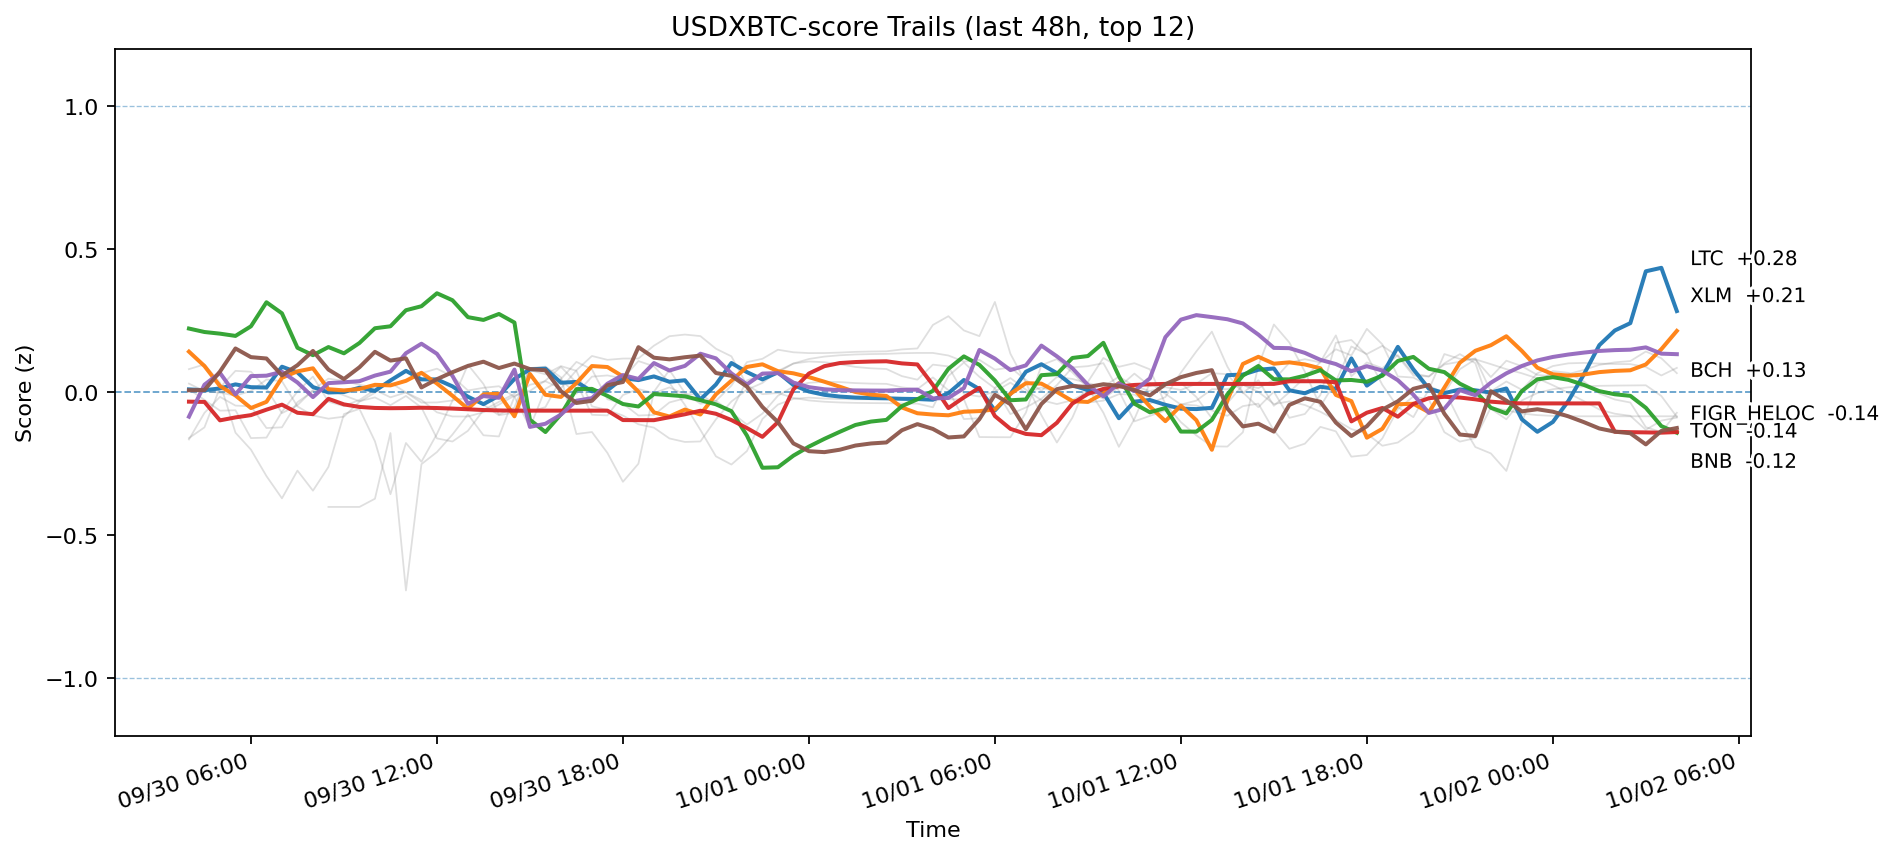 USDXBTC-score Trails (last 48h, top 12)
Score (z)
1.0
0.5
0.0
−0.5
−1.0
LTC +0.28
XLM +0.21
BCH +0.13
FIGR_HELOC -0.14
TON -0.14
BNB -0.12
09/30 06:00
09/30 12:00
09/30 18:00
10/01 00:00
10/01 06:00
10/01 12:00
10/01 18:00
10/02 00:00
10/02 06:00
Time